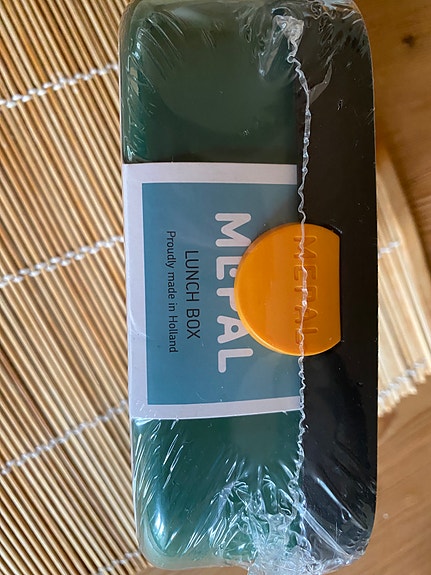 MEPAL
MEPAL
LUNCH BOX
Proudly made in Holland